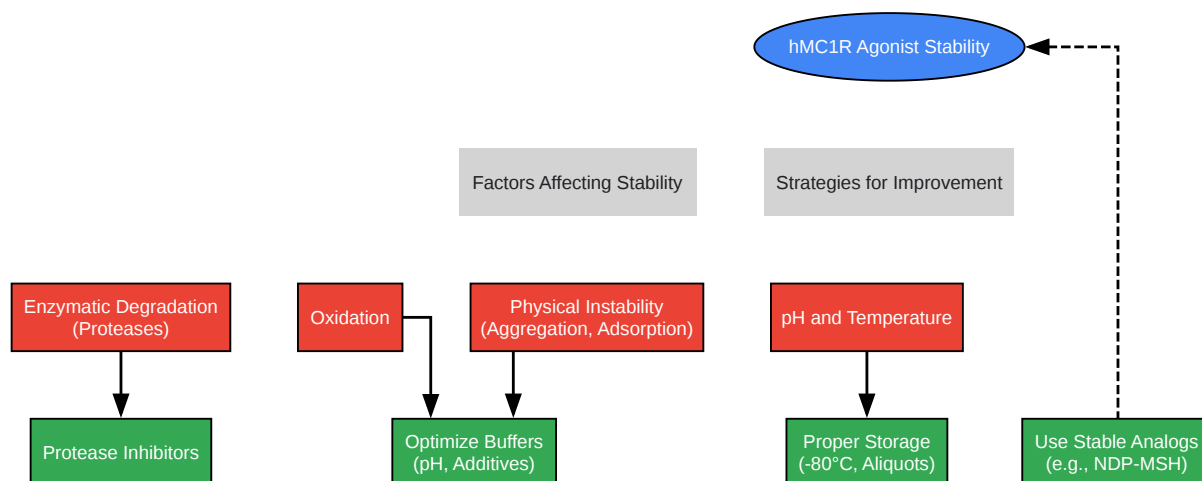 hMC1R Agonist Stability
Factors Affecting Stability
Strategies for Improvement
Enzymatic Degradation
(Proteases)
Oxidation
Physical Instability
(Aggregation, Adsorption)
pH and Temperature
Protease Inhibitors
Optimize Buffers
(pH, Additives)
Proper Storage
(-80°C, Aliquots)
Use Stable Analogs
(e.g., NDP-MSH)